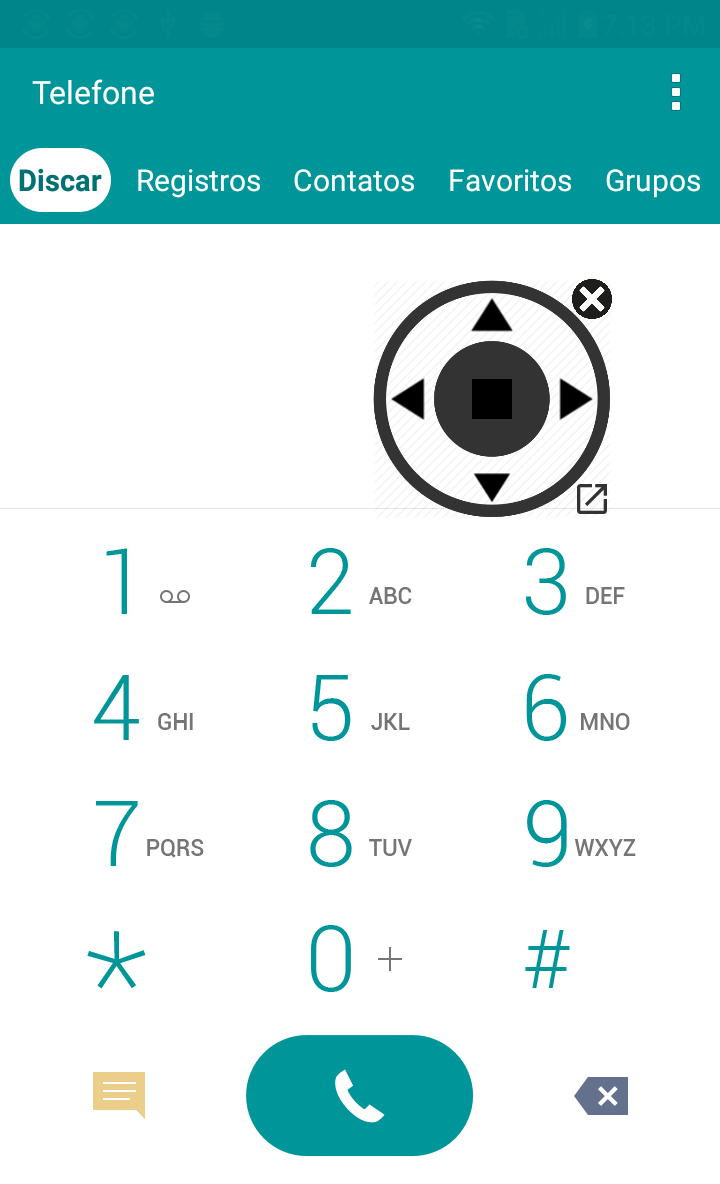 7:13 PM
Telefone
Discar Registros Contatos Favoritos Grupos
1 2 ABC 3 DEF
4 GHI 5 JKL 6 MNO
7 PQRS 8 TUV 9 WXYZ
* 0 + #